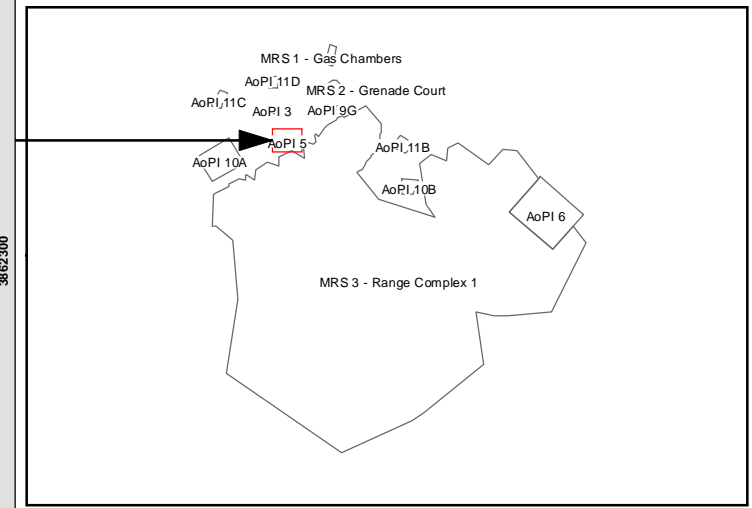 MRS 1 - Gas Chambers
AoPI 11D
MRS 2 - Grenade Court
AoPI 11C
AoPI 3
AoPI 9G
AoPI 5
AoPI 11B
AoPI 10A
AoPI 10B
AoPI 6
3862300
MRS 3 - Range Complex 1